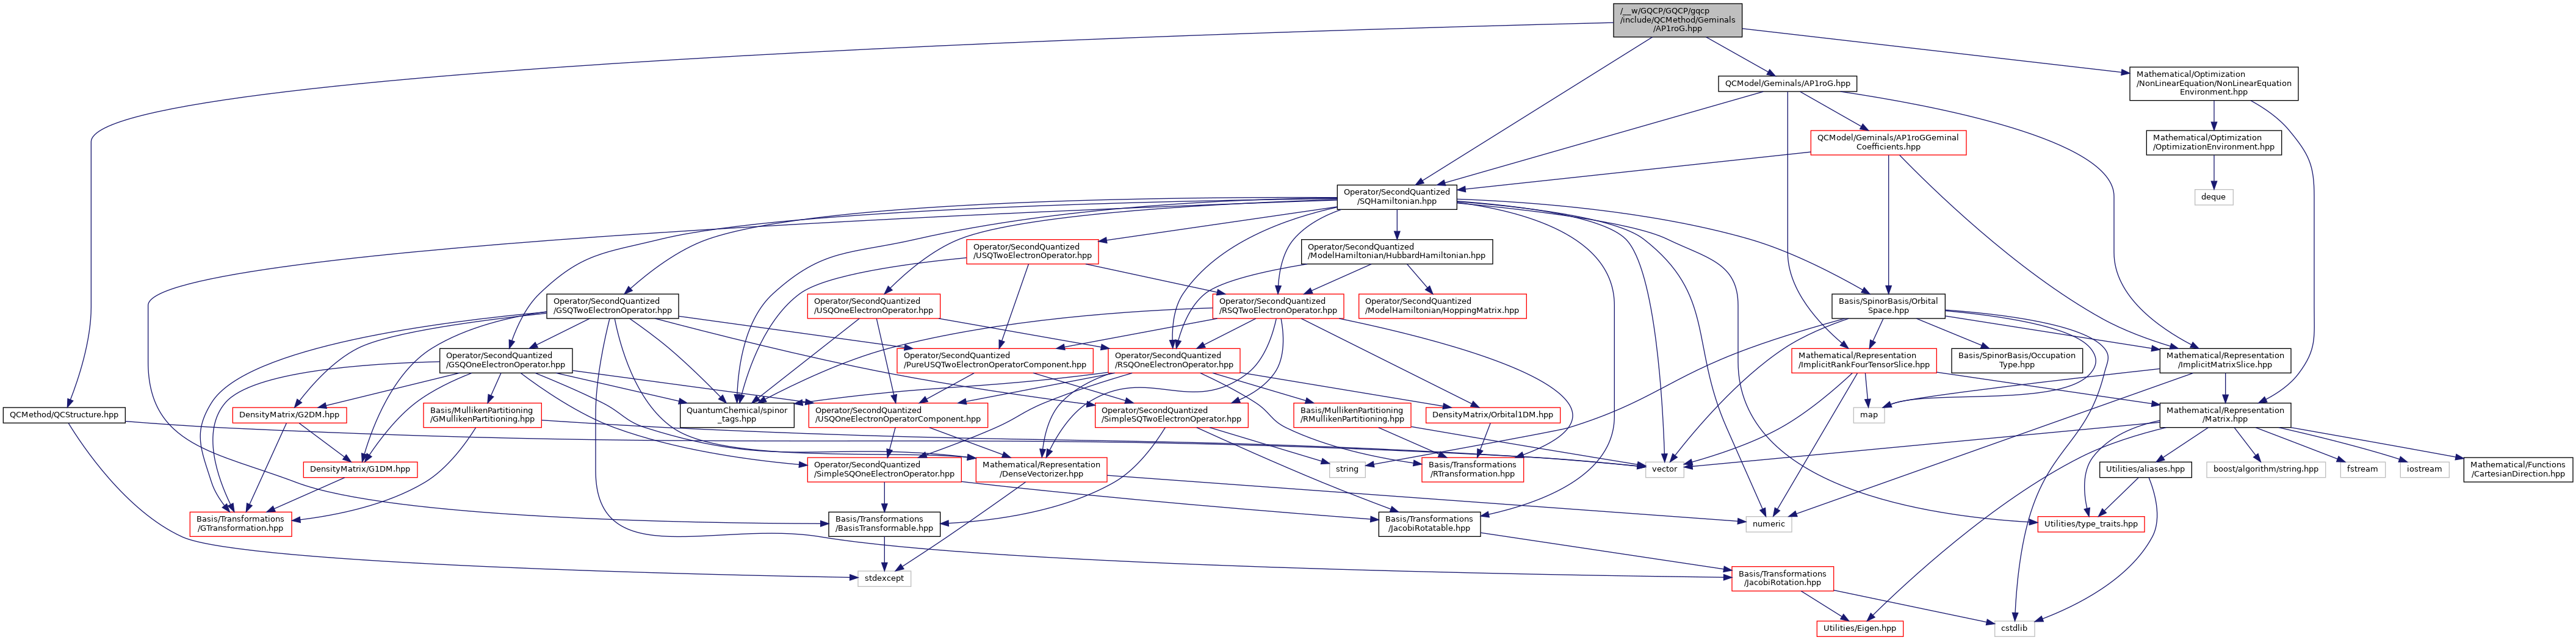 /__w/GQCP/GQCP/gqcp
/include/QCMethod/Geminals
/AP1roG.hpp
Mathematical/Optimization
/NonLinearEquation/NonLinearEquation
Environment.hpp
QCModel/Geminals/AP1roG.hpp
QCModel/Geminals/AP1roGGeminal
Coefficients.hpp
Mathematical/Optimization
/OptimizationEnvironment.hpp
Operator/SecondQuantized
/SQHamiltonian.hpp
deque
Operator/SecondQuantized
/USQTwoElectronOperator.hpp
Operator/SecondQuantized
/ModelHamiltonian/HubbardHamiltonian.hpp
Operator/SecondQuantized
/GSQTwoElectronOperator.hpp
Operator/SecondQuantized
/USQOneElectronOperator.hpp
Operator/SecondQuantized
/RSQTwoElectronOperator.hpp
Operator/SecondQuantized
/ModelHamiltonian/HoppingMatrix.hpp
Basis/SpinorBasis/Orbital
Space.hpp
Operator/SecondQuantized
/GSQOneElectronOperator.hpp
Operator/SecondQuantized
/PureUSQTwoElectronOperatorComponent.hpp
Operator/SecondQuantized
/RSQOneElectronOperator.hpp
Mathematical/Representation
/ImplicitRankFourTensorSlice.hpp
Basis/SpinorBasis/Occupation
Type.hpp
Mathematical/Representation
/ImplicitMatrixSlice.hpp
QCMethod/QCStructure.hpp
DensityMatrix/G2DM.hpp
Basis/MullikenPartitioning
/GMullikenPartitioning.hpp
QuantumChemical/spinor
_tags.hpp
Operator/SecondQuantized
/USQOneElectronOperatorComponent.hpp
Operator/SecondQuantized
/SimpleSQTwoElectronOperator.hpp
Basis/MullikenPartitioning
/RMullikenPartitioning.hpp
DensityMatrix/Orbital1DM.hpp
map
Mathematical/Representation
/Matrix.hpp
DensityMatrix/G1DM.hpp
Operator/SecondQuantized
/SimpleSQOneElectronOperator.hpp
Mathematical/Representation
/DenseVectorizer.hpp
string
Basis/Transformations
/RTransformation.hpp
vector
Utilities/aliases.hpp
boost/algorithm/string.hpp
fstream
iostream
Mathematical/Functions
/CartesianDirection.hpp
Basis/Transformations
/GTransformation.hpp
Basis/Transformations
/BasisTransformable.hpp
Basis/Transformations
/JacobiRotatable.hpp
numeric
Utilities/type_traits.hpp
stdexcept
Basis/Transformations
/JacobiRotation.hpp
Utilities/Eigen.hpp
cstdlib